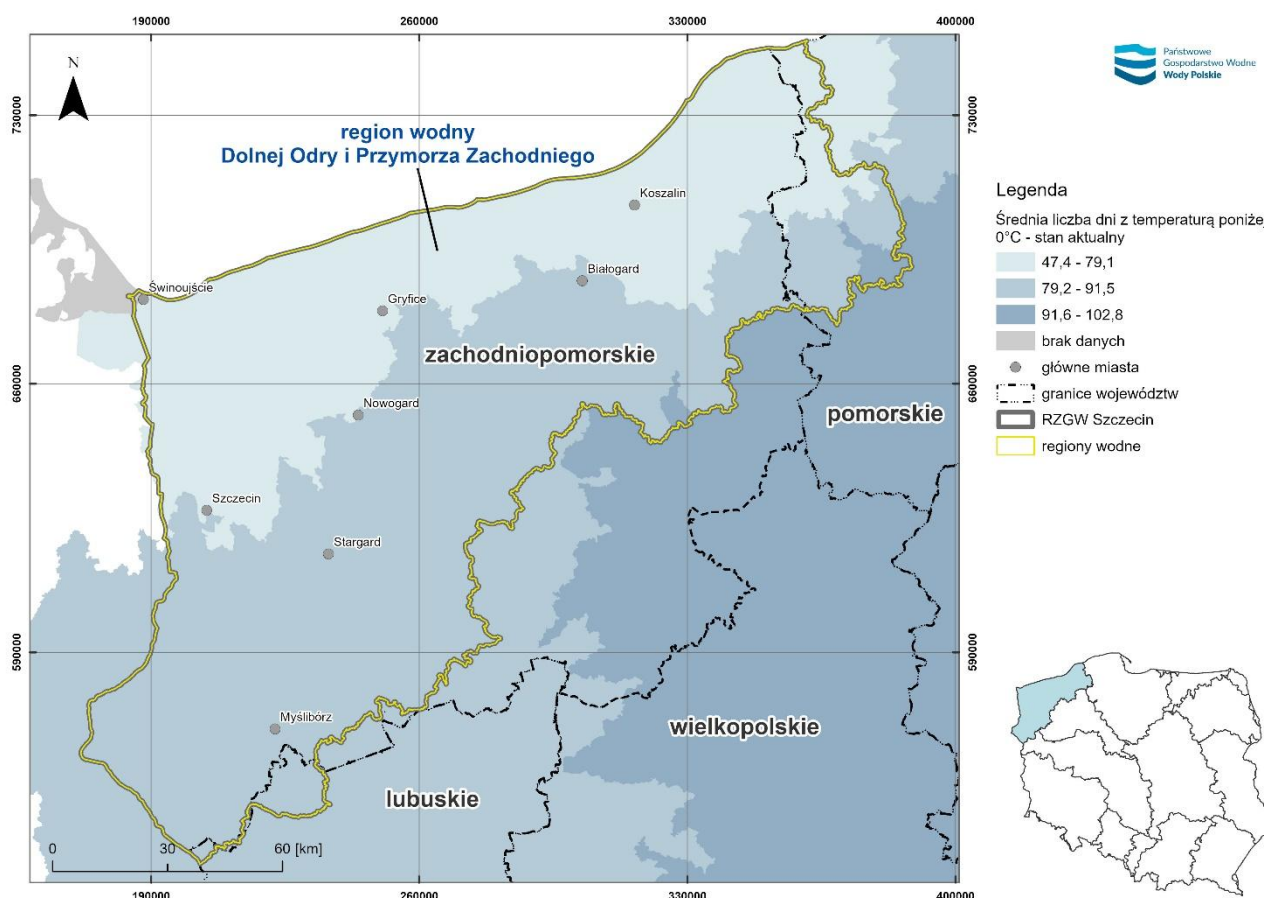 190000
260000
330000
400000
N
730000
730000
region wodny
Dolnej Odry i Przymorza Zachodniego
Koszalin
Białogard
Świnoujście
Gryfice
zachodniopomorskie
660000
660000
Nowogard
pomorskie
Szczecin
Stargard
590000
590000
Myślibórz
wielkopolskie
lubuskie
0
30
60 [km]
190000
260000
330000
400000
Państwowe
Gospodarstwo Wodne
Wody Polskie
Legenda
Średnia liczba dni z temperaturą poniżej
0°C - stan aktualny
47,4 - 79,1
79,2 - 91,5
91,6 - 102,8
brak danych
główne miasta
granice województw
RZGW Szczecin
regiony wodne